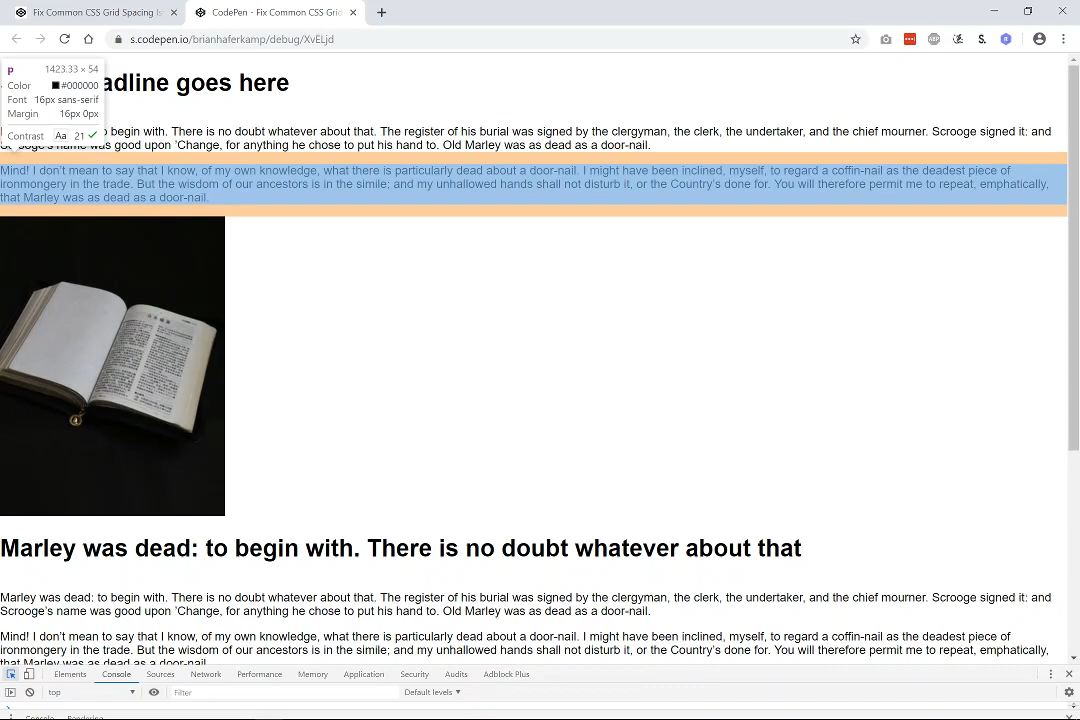 Fix Common CSS Grid Spacing Is
CodePen - Fix Common CSS Grid
s.codepen.io/brianhaferkamp/debug/XvELjd
p 1423.33 × 54
Color #000000
Font 16px sans-serif
Margin 16px 0px
Contrast Aa 21
adline goes here
to begin with. There is no doubt whatever about that. The register of his burial was signed by the clergyman, the clerk, the undertaker, and the chief mourner. Scrooge signed it: and
Scrooge's name was good upon 'Change, for anything he chose to put his hand to. Old Marley was as dead as a door-nail.
Mind! I don't mean to say that I know, of my own knowledge, what there is particularly dead about a door-nail. I might have been inclined, myself, to regard a coffin-nail as the deadest piece of
ironmongery in the trade. But the wisdom of our ancestors is in the simile; and my unhallowed hands shall not disturb it, or the Country's done for. You will therefore permit me to repeat, emphatically,
that Marley was as dead as a door-nail.
Marley was dead: to begin with. There is no doubt whatever about that
Marley was dead: to begin with. There is no doubt whatever about that. The register of his burial was signed by the clergyman, the clerk, the undertaker, and the chief mourner. Scrooge signed it: and
Scrooge's name was good upon 'Change, for anything he chose to put his hand to. Old Marley was as dead as a door-nail.
Mind! I don't mean to say that I know, of my own knowledge, what there is particularly dead about a door-nail. I might have been inclined, myself, to regard a coffin-nail as the deadest piece of
ironmongery in the trade. But the wisdom of our ancestors is in the simile; and my unhallowed hands shall not disturb it, or the Country's done for. You will therefore permit me to repeat, emphatically,
that Marley was as dead as a door-nail.
Elements Console Sources Network Performance Memory Application Security Audits Adblock Plus
top Filter Default levels
Console Rendering